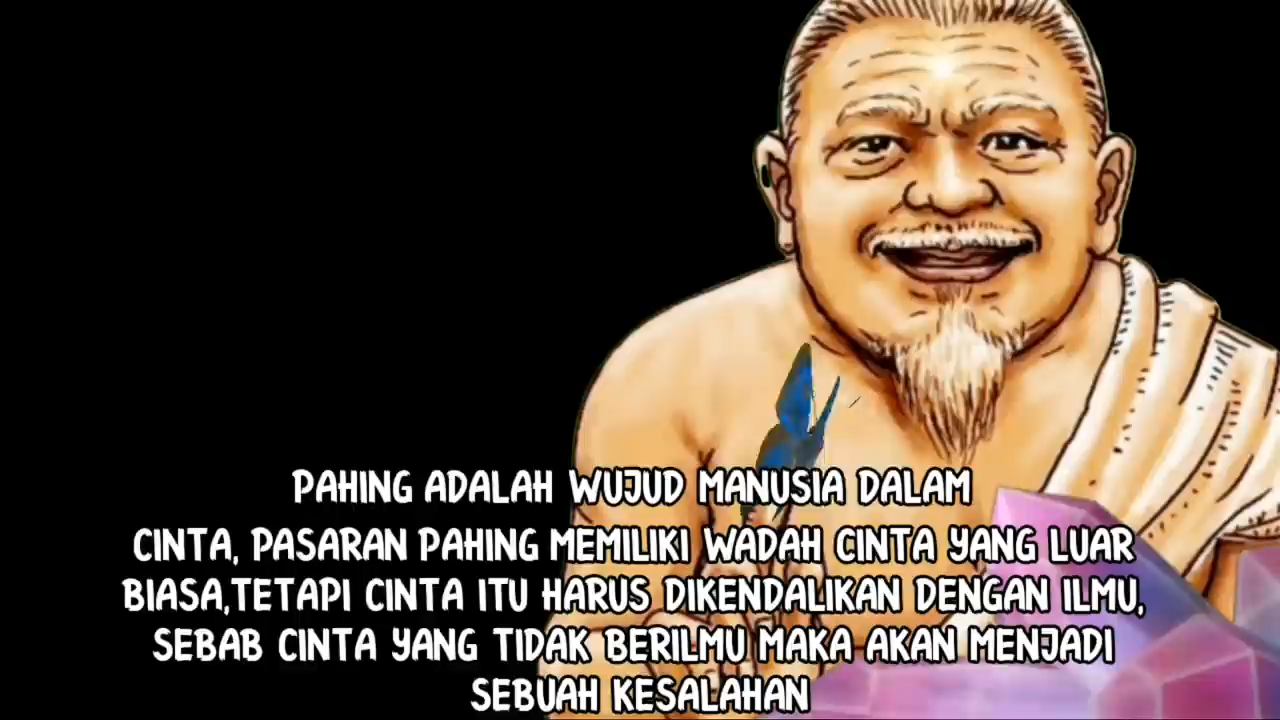 PAHING ADALAH WUJUD MANUSIA DALAM
CINTA, PASARAN PAHING MEMILIKI WADAH CINTA YANG LUAR
BIASA,TETAPI CINTA ITU HARUS DIKENDALIKAN DENGAN ILMU,
SEBAB CINTA YANG TIDAK BERILMU MAKA AKAN MENJADI
SEBUAH KESALAHAN